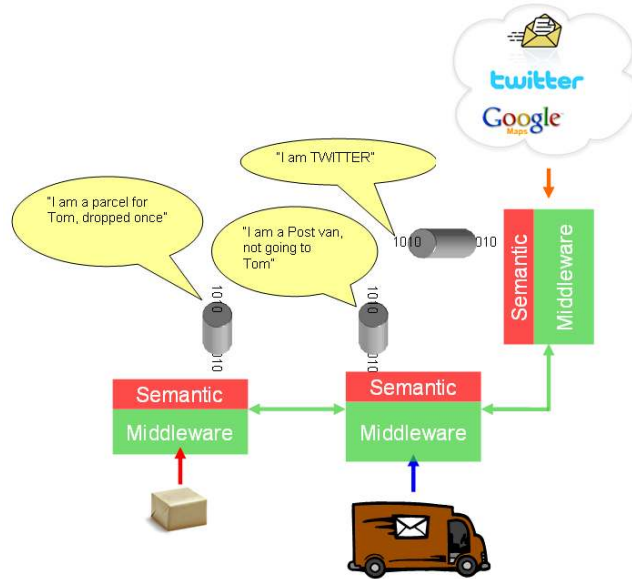 twitter
Google
Maps
"I am TWITTER"
"I am a parcel for
Tom, dropped once"
"I am a Post van,
not going to
Tom"
1010
010
1010
010
1010
010
Semantic
Middleware
Semantic
Middleware
Semantic
Middleware